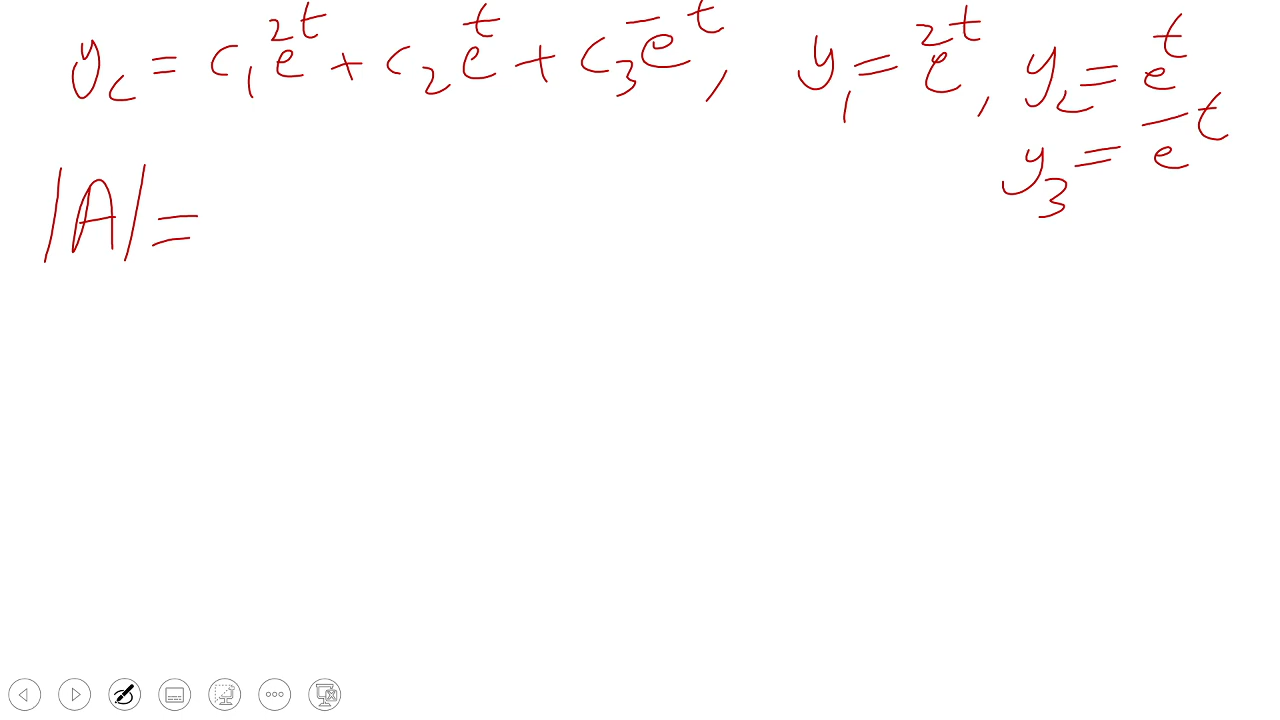 y_c = c_1 e^{2t} + c_2 e^t + c_3 e^{-t}, y_1 = e^{2t}, y_2 = e^t
y_3 = e^{-t}
|A| =